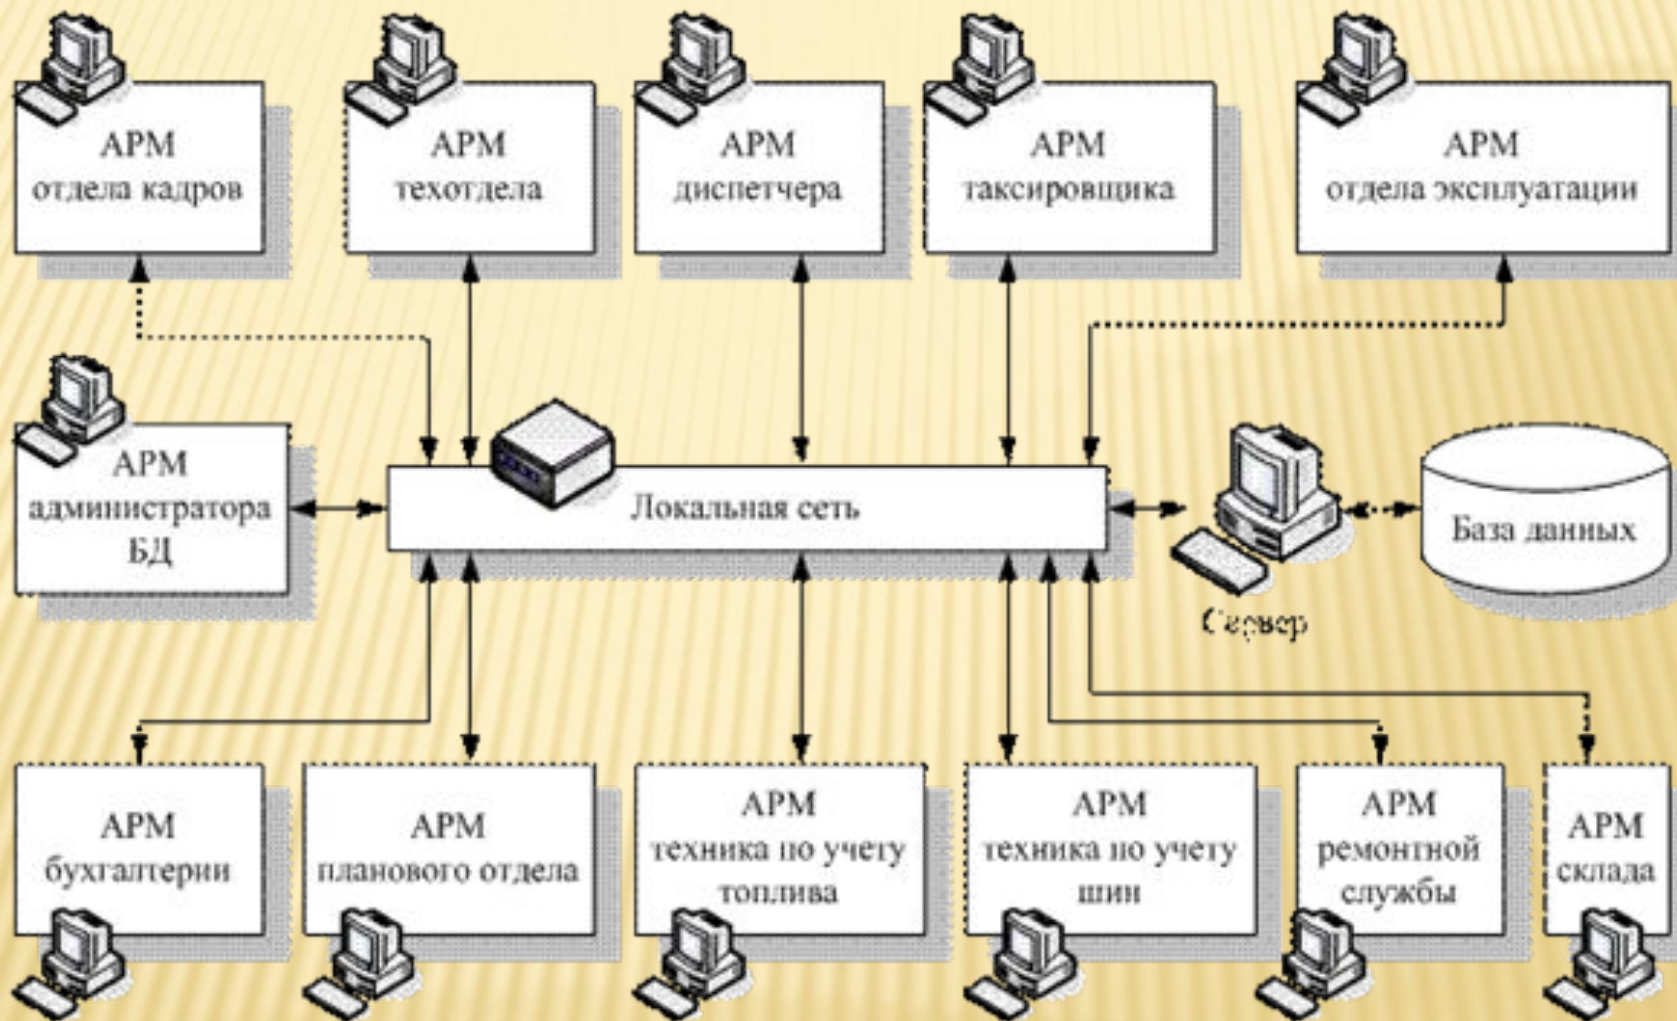 АРМ
отдела кадров
АРМ
техотдела
АРМ
диспетчера
АРМ
таксировщика
АРМ
отдела эксплуатации
АРМ
администратора
БД
Локальная сеть
Сервер
База данных
АРМ
бухгалтерии
АРМ
планового отдела
АРМ
техника по учету
топлива
АРМ
техника по учету
шин
АРМ
ремонтной
службы
АРМ
склада